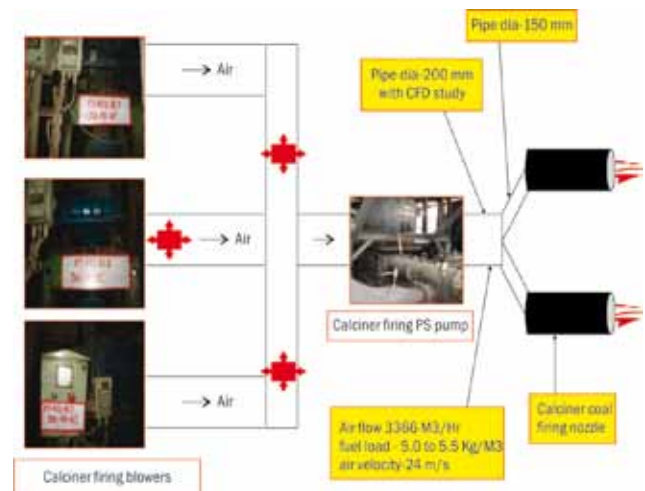 Pipe dia-150 mm
Pipe dia-200 mm
with CFD study
Air
Air
Air
Calciner firing PS pump
Air flow 3366 M3/Hr
fuel load - 5.0 to 5.5 Kg/M3
air velocity-24 m/s
Calciner coal
firing nozzle
Calciner firing blowers